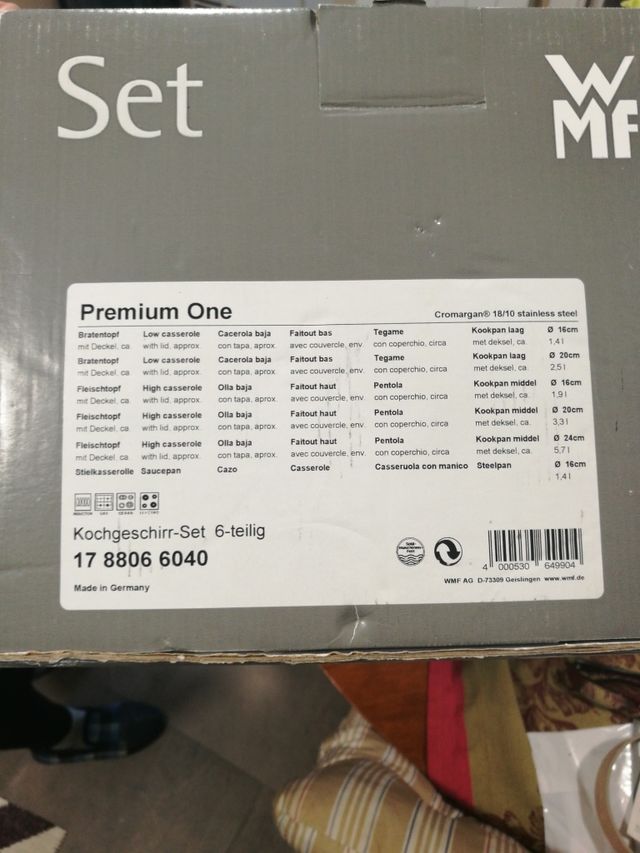 Set
WMF
Premium One
Cromargan® 18/10 stainless steel
Bratentopf Low casserole Cacerola baja Faitout bas Tegame Kookpan laag Ø 16cm
mit Deckel, ca. with lid, approx. con tapa, aprox. avec couvercle, env. con coperchio, circa met deksel, ca. 1,4 l
Bratentopf Low casserole Cacerola baja Faitout bas Tegame Kookpan laag Ø 20cm
mit Deckel, ca. with lid, approx. con tapa, aprox. avec couvercle, env. con coperchio, circa met deksel, ca. 2,5 l
Fleischtopf High casserole Olla baja Faitout haut Pentola Kookpan middel Ø 16cm
mit Deckel, ca. with lid, approx. con tapa, aprox. avec couvercle, env. con coperchio, circa met deksel, ca. 1,9 l
Fleischtopf High casserole Olla baja Faitout haut Pentola Kookpan middel Ø 20cm
mit Deckel, ca. with lid, approx. con tapa, aprox. avec couvercle, env. con coperchio, circa met deksel, ca. 3,3 l
Fleischtopf High casserole Olla baja Faitout haut Pentola Kookpan middel Ø 24cm
mit Deckel, ca. with lid, approx. con tapa, aprox. avec couvercle, env. con coperchio, circa met deksel, ca. 5,7 l
Stielkasserolle Saucepan Cazo Casserole Casseruola con manico Steelpan Ø 16cm
1,4 l
Kochgeschirr-Set 6-teilig
17 8806 6040
Made in Germany
4 000530 649904
WMF AG D-73309 Geislingen www.wmf.de